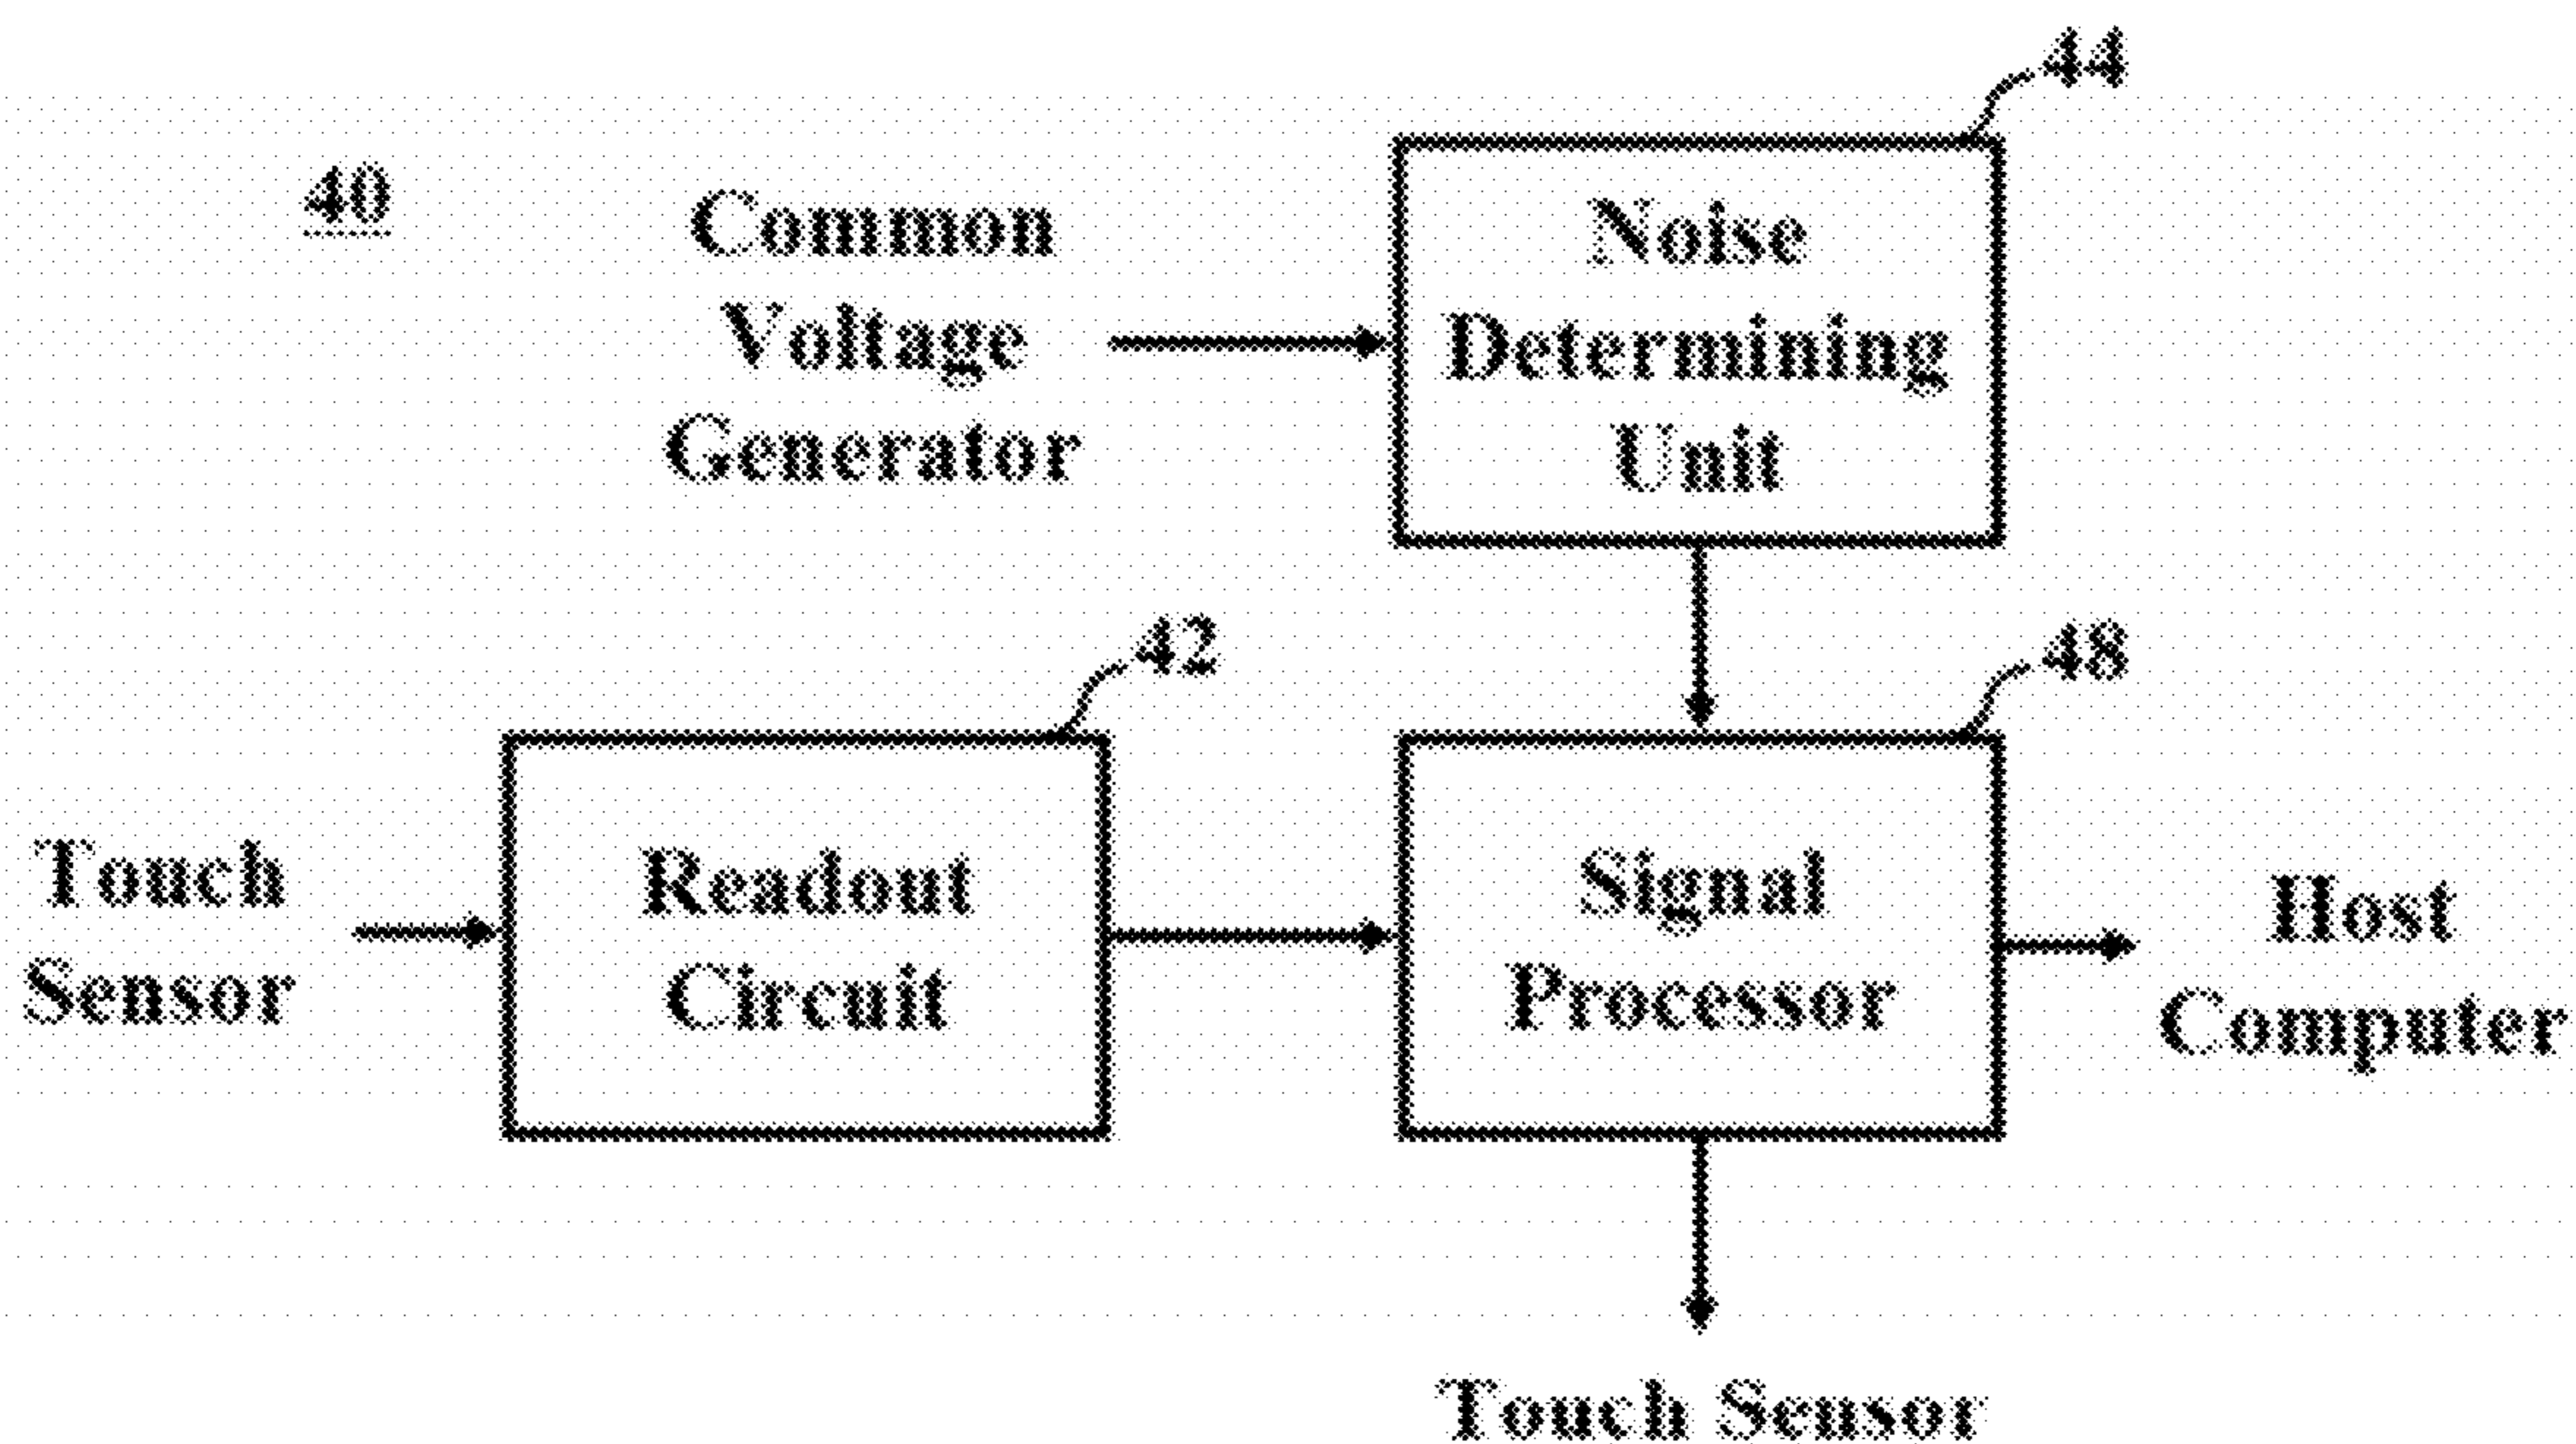 44
40
Common
Voltage
Generator
Noise
Determining
Unit
42
48
Touch
Sensor
Readout
Circuit
Signal
Processor
Host
Computer
Touch Sensor